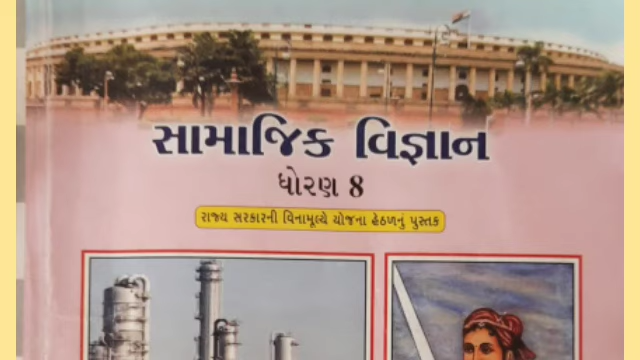 સામાજિક વિજ્ઞાન
ધોરણ 8
રાજ્ય સરકારની વિનામૂલ્યે યોજના હેઠળનું પુસ્તક